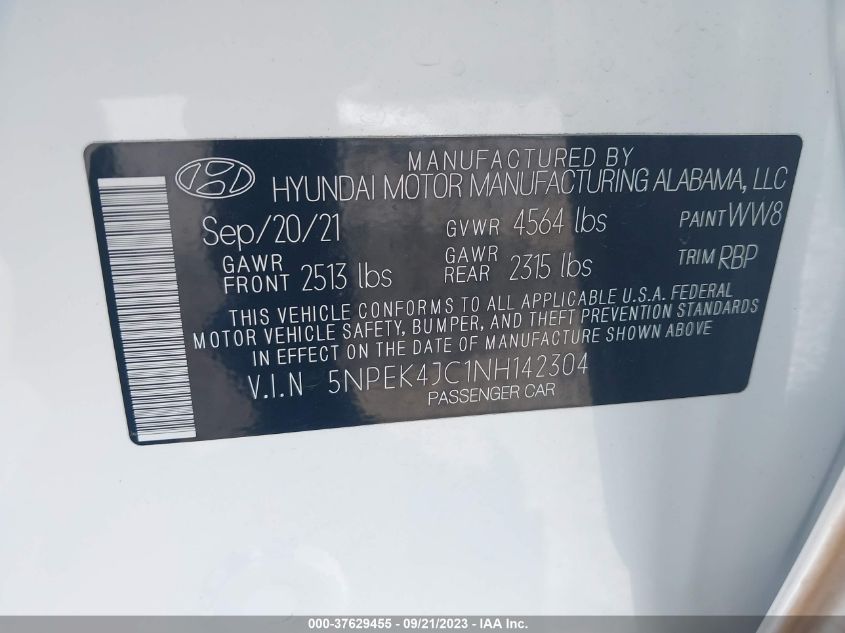 MANUFACTURED BY
HYUNDAI MOTOR MANUFACTURING ALABAMA, LLC
Sep/20/21 GVWR 4564 lbs PAINT WW8
GAWR FRONT 2513 lbs GAWR REAR 2315 lbs TRIM RBP
THIS VEHICLE CONFORMS TO ALL APPLICABLE U.S.A. FEDERAL
MOTOR VEHICLE SAFETY, BUMPER, AND THEFT PREVENTION STANDARDS
IN EFFECT ON THE DATE OF MANUFACTURE SHOWN ABOVE
V.I.N 5NPEK4JC1NH142304
PASSENGER CAR
000-37629455 - 09/21/2023 - IAA Inc.